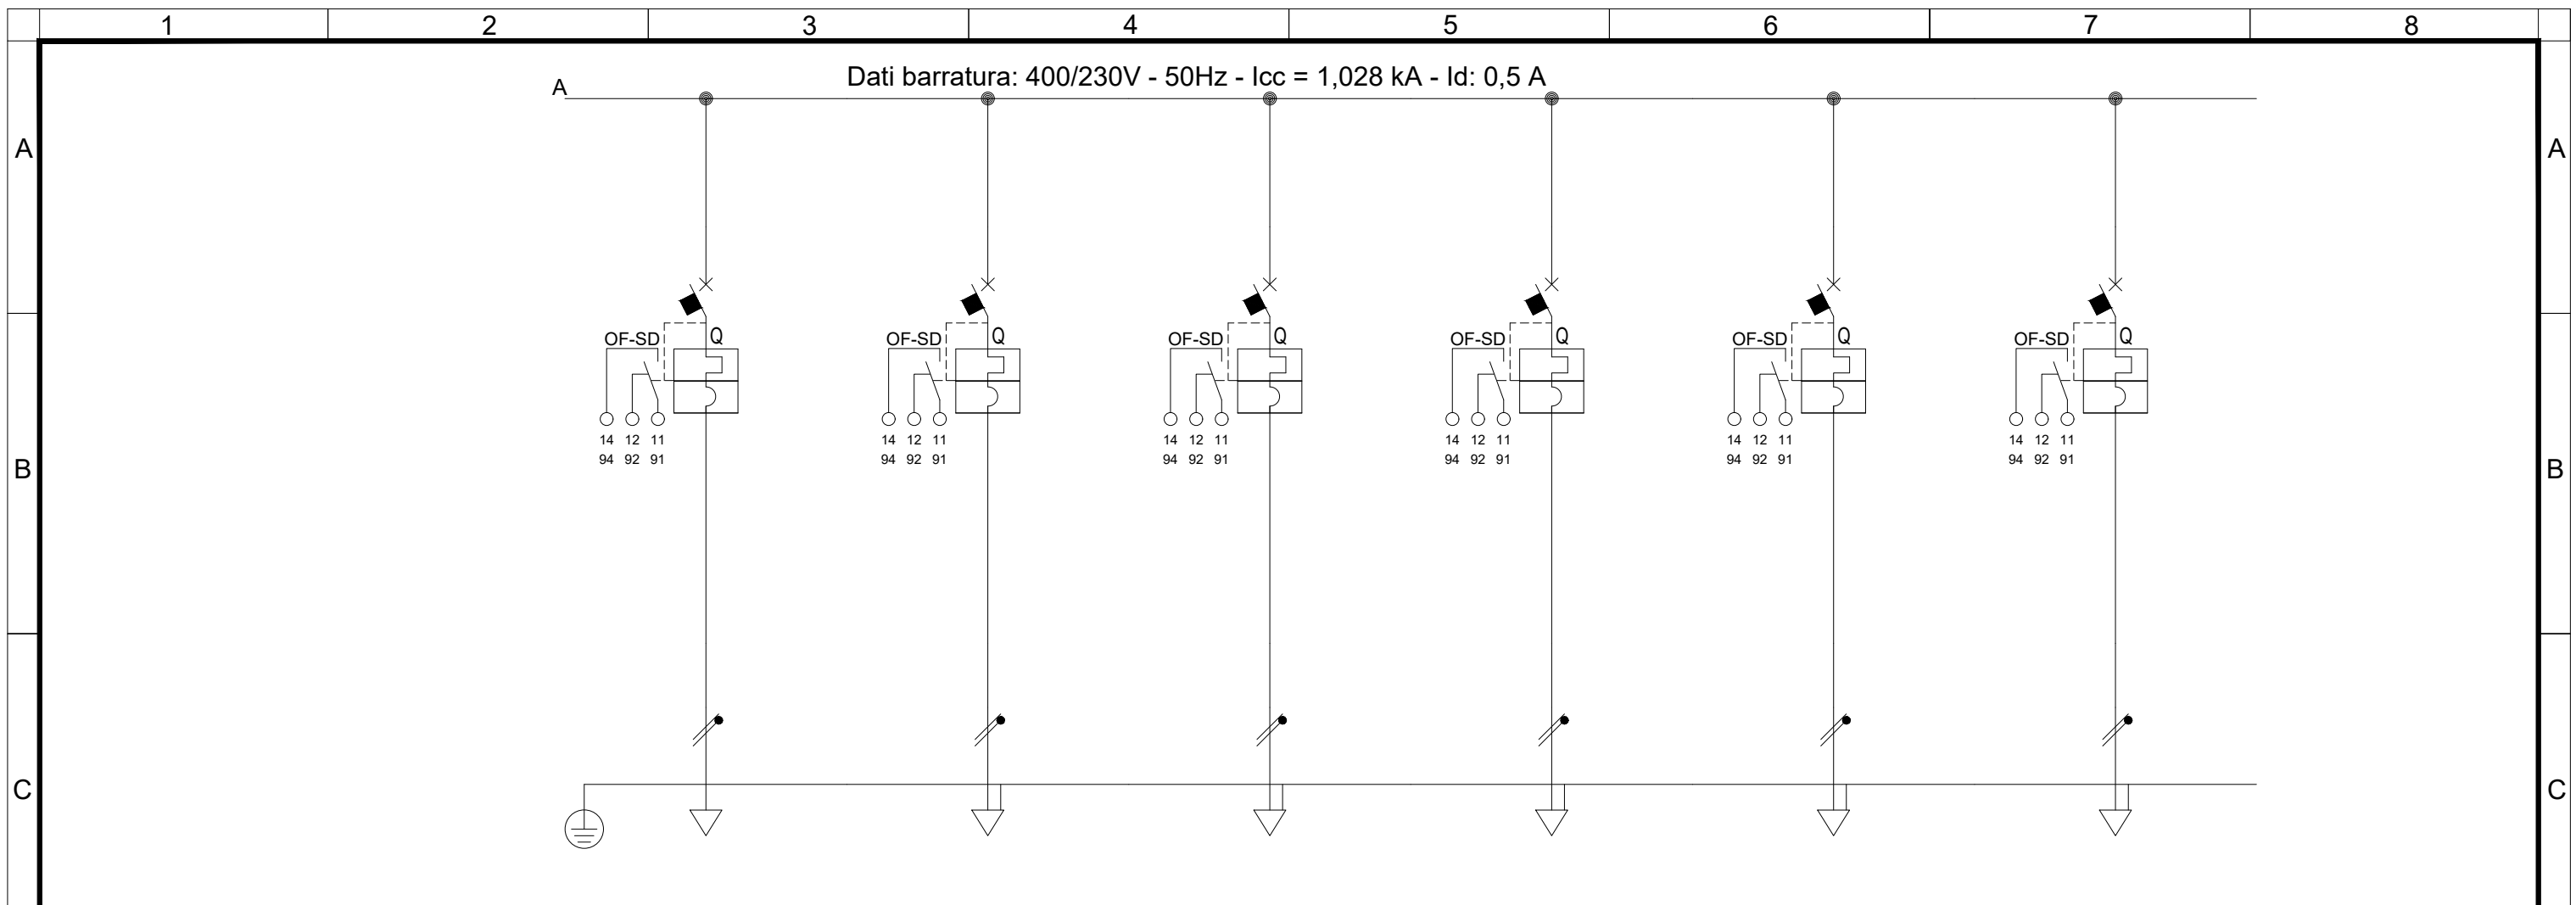 1 2 3 4 5 6 7 8
Dati barratura: 400/230V - 50Hz - Icc = 1,028 kA - Id: 0,5 A
A
A A
OF-SD Q OF-SD Q OF-SD Q OF-SD Q OF-SD Q OF-SD Q
14 12 11 14 12 11 14 12 11 14 12 11 14 12 11 14 12 11
94 92 91 94 92 91 94 92 91 94 92 91 94 92 91 94 92 91
B B
C C